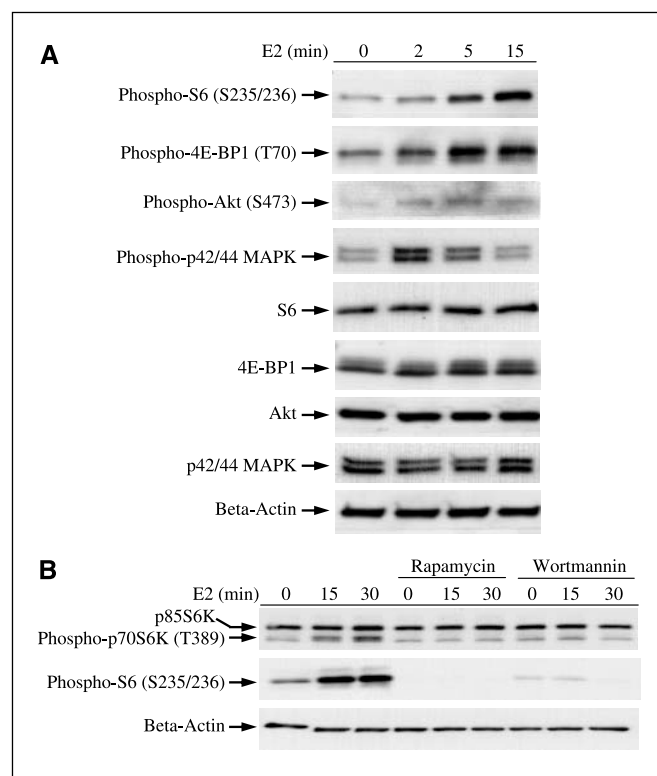 A
E2 (min) 0 2 5 15
Phospho-S6 (S235/236)
Phospho-4E-BP1 (T70)
Phospho-Akt (S473)
Phospho-p42/44 MAPK
S6
4E-BP1
Akt
p42/44 MAPK
Beta-Actin
B
Rapamycin Wortmannin
E2 (min) 0 15 30 0 15 30 0 15 30
p85S6K
Phospho-p70S6K (T389)
Phospho-S6 (S235/236)
Beta-Actin